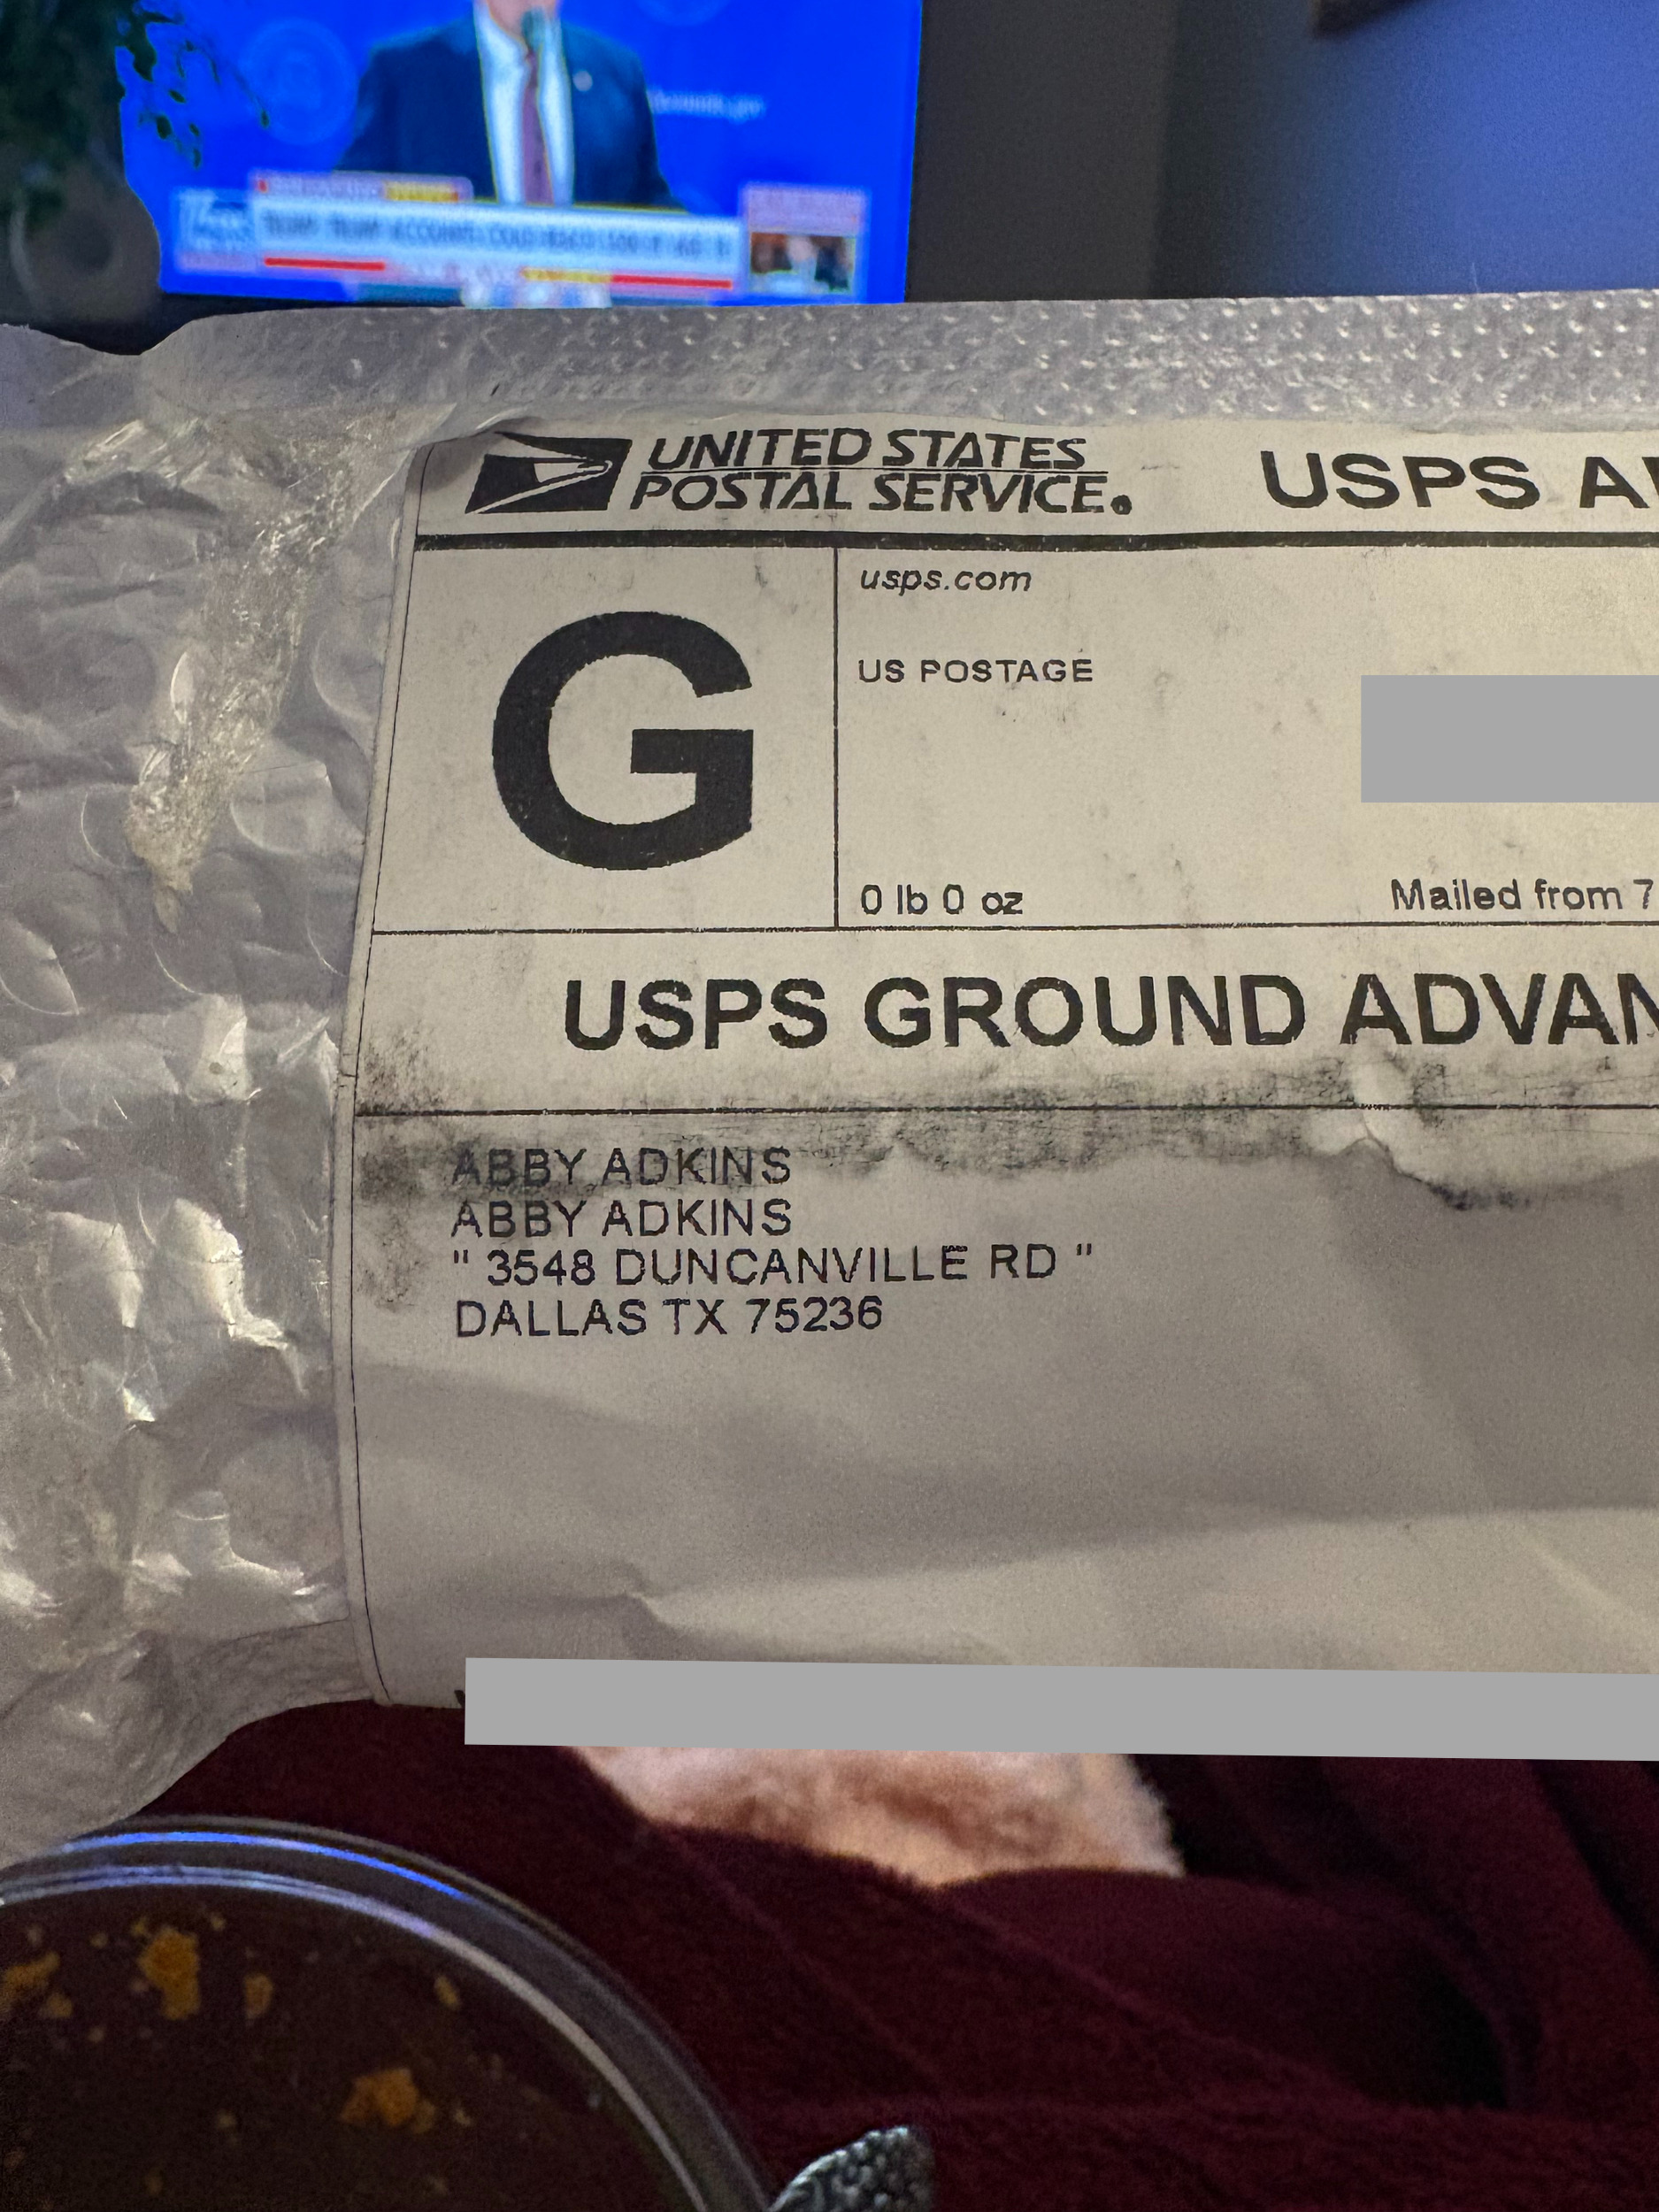 UNITED STATES
POSTAL SERVICE.
USPS
G
usps.com
US POSTAGE
0 lb 0 oz
Mailed from 7
USPS GROUND
ABBY ADKINS
ABBY ADKINS
" 3548 DUNCANVILLE RD "
DALLAS TX 75236